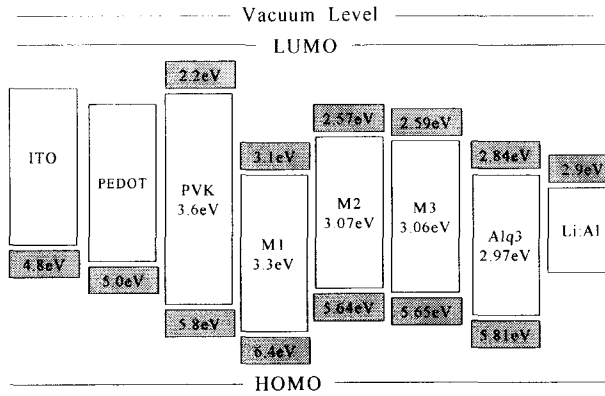 Vacuum Level
LUMO
2.2eV
2.57eV
2.59eV
3.1eV
2.84eV
2.9eV
ITO
PEDOT
PVK
3.6eV
M1
3.3eV
M2
3.07eV
M3
3.06eV
Alq3
2.97eV
Li:Al
4.8eV
5.0eV
5.8eV
6.4eV
5.64eV
5.65eV
5.81eV
HOMO